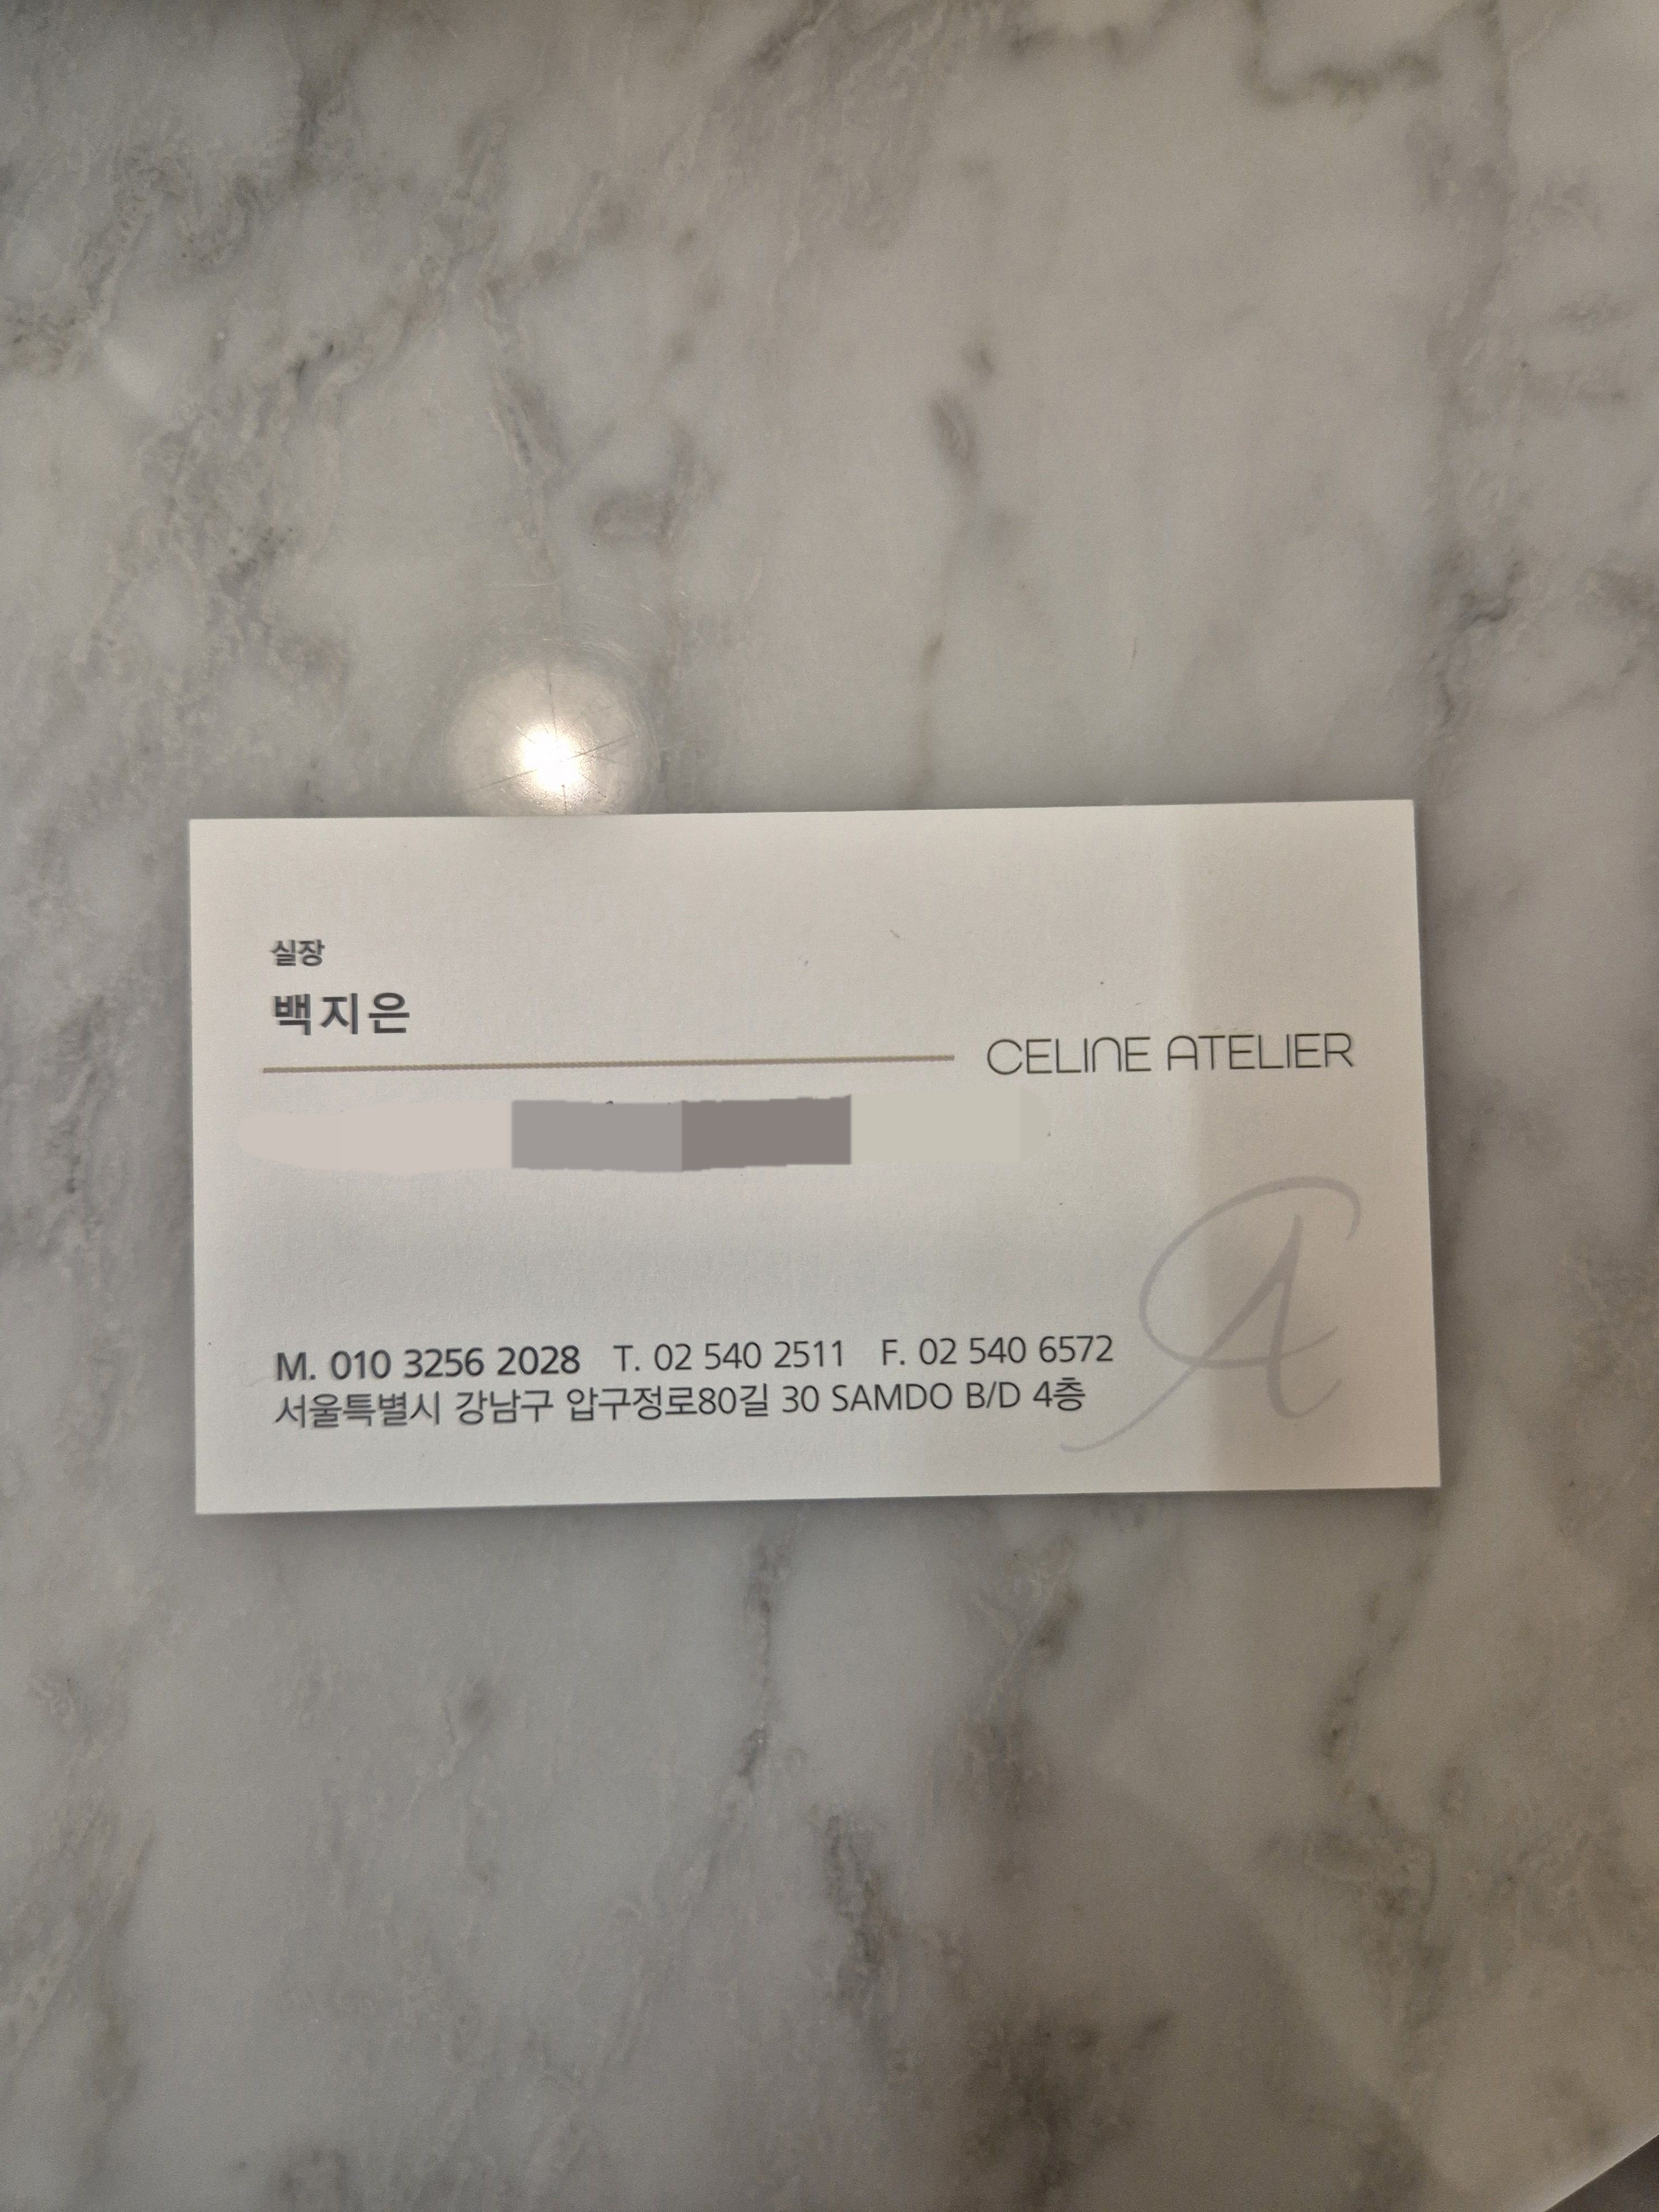 실장
백지은
CELINE ATELIER
M. 010 3256 2028 T. 02 540 2511 F. 02 540 6572
서울특별시 강남구 압구정로80길 30 SAMDO B/D 4층
A